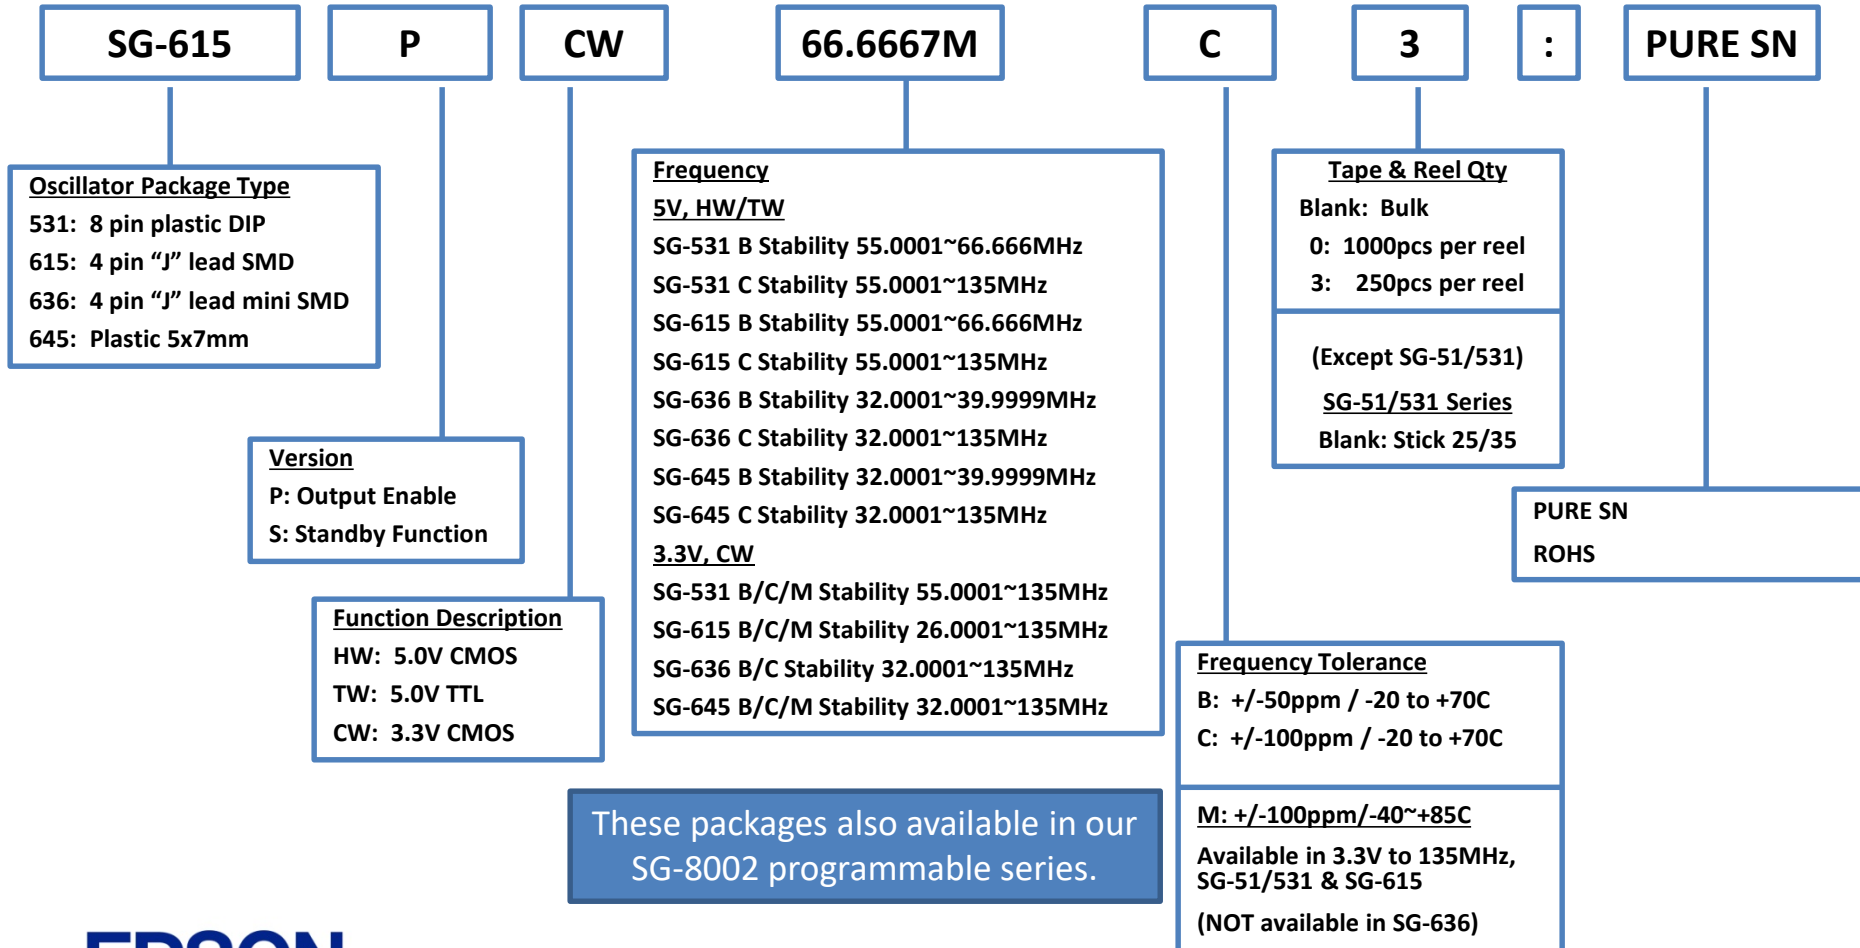 SG-615 P CW 66.6667M C 3 : PURE SN
Oscillator Package Type
531: 8 pin plastic DIP
615: 4 pin “J” lead SMD
636: 4 pin “J” lead mini SMD
645: Plastic 5x7mm
Version
P: Output Enable
S: Standby Function
Function Description
HW: 5.0V CMOS
TW: 5.0V TTL
CW: 3.3V CMOS
Frequency
5V, HW/TW
SG-531 B Stability 55.0001~66.666MHz
SG-531 C Stability 55.0001~135MHz
SG-615 B Stability 55.0001~66.666MHz
SG-615 C Stability 55.0001~135MHz
SG-636 B Stability 32.0001~39.9999MHz
SG-636 C Stability 32.0001~135MHz
SG-645 B Stability 32.0001~39.9999MHz
SG-645 C Stability 32.0001~135MHz
3.3V, CW
SG-531 B/C/M Stability 55.0001~135MHz
SG-615 B/C/M Stability 26.0001~135MHz
SG-636 B/C Stability 32.0001~135MHz
SG-645 B/C/M Stability 32.0001~135MHz
Tape & Reel Qty
Blank: Bulk
0: 1000pcs per reel
3: 250pcs per reel
(Except SG-51/531)
SG-51/531 Series
Blank: Stick 25/35
PURE SN
ROHS
Frequency Tolerance
B: +/-50ppm / -20 to +70C
C: +/-100ppm / -20 to +70C
M: +/-100ppm/-40~+85C
Available in 3.3V to 135MHz,
SG-51/531 & SG-615
(NOT available in SG-636)
These packages also available in our
SG-8002 programmable series.
EPSON